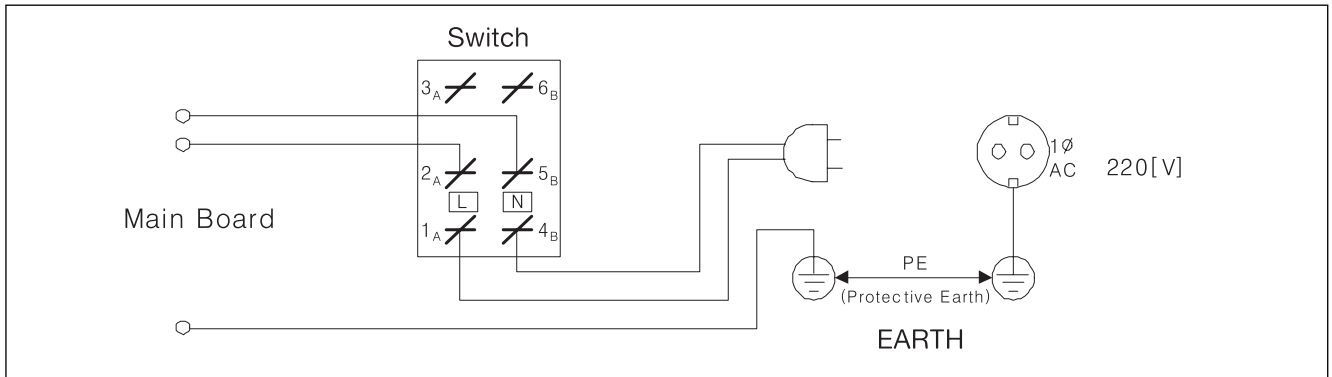 Switch
3A
6B
2A
5B
L
N
1A
4B
Main Board
1Ø
AC
220[V]
PE
(Protective Earth)
EARTH